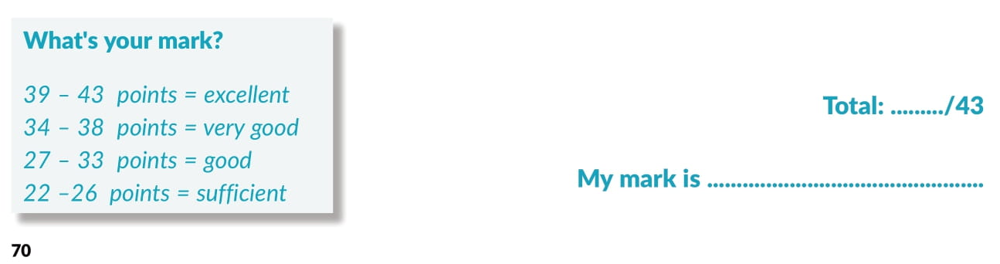 What's your mark?
39 – 43 points = excellent
34 – 38 points = very good
27 – 33 points = good
22 –26 points = sufficient
Total: ........./43
My mark is ...............................................
70